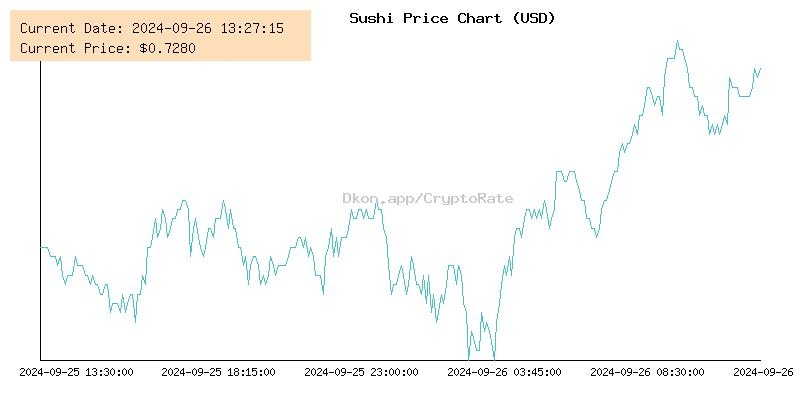 Sushi Price Chart (USD)
Current Date: 2024-09-26 13:27:15
Current Price: $0.7280
Dkon.app/CryptoRate
2024-09-25 13:30:00 2024-09-25 18:15:00 2024-09-25 23:00:00 2024-09-26 03:45:00 2024-09-26 08:30:00 2024-09-26